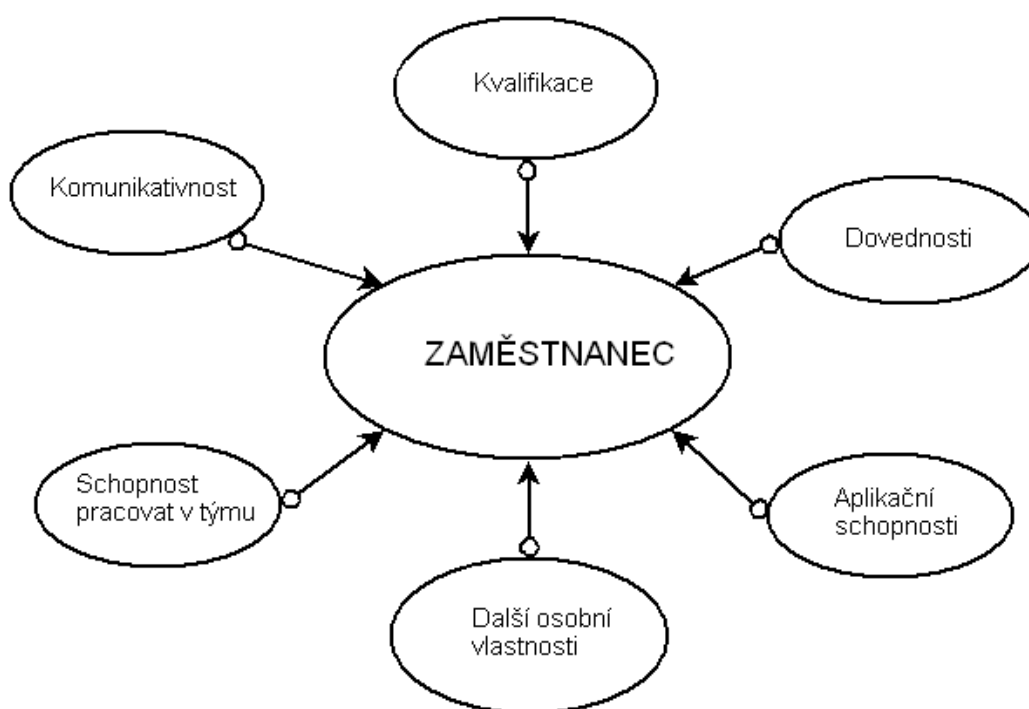 Kvalifikace
Komunikativnost
Dovednosti
ZAMĚSTNANEC
Schopnost
pracovat v týmu
Aplikační
schopnosti
Další osobní
vlastnosti